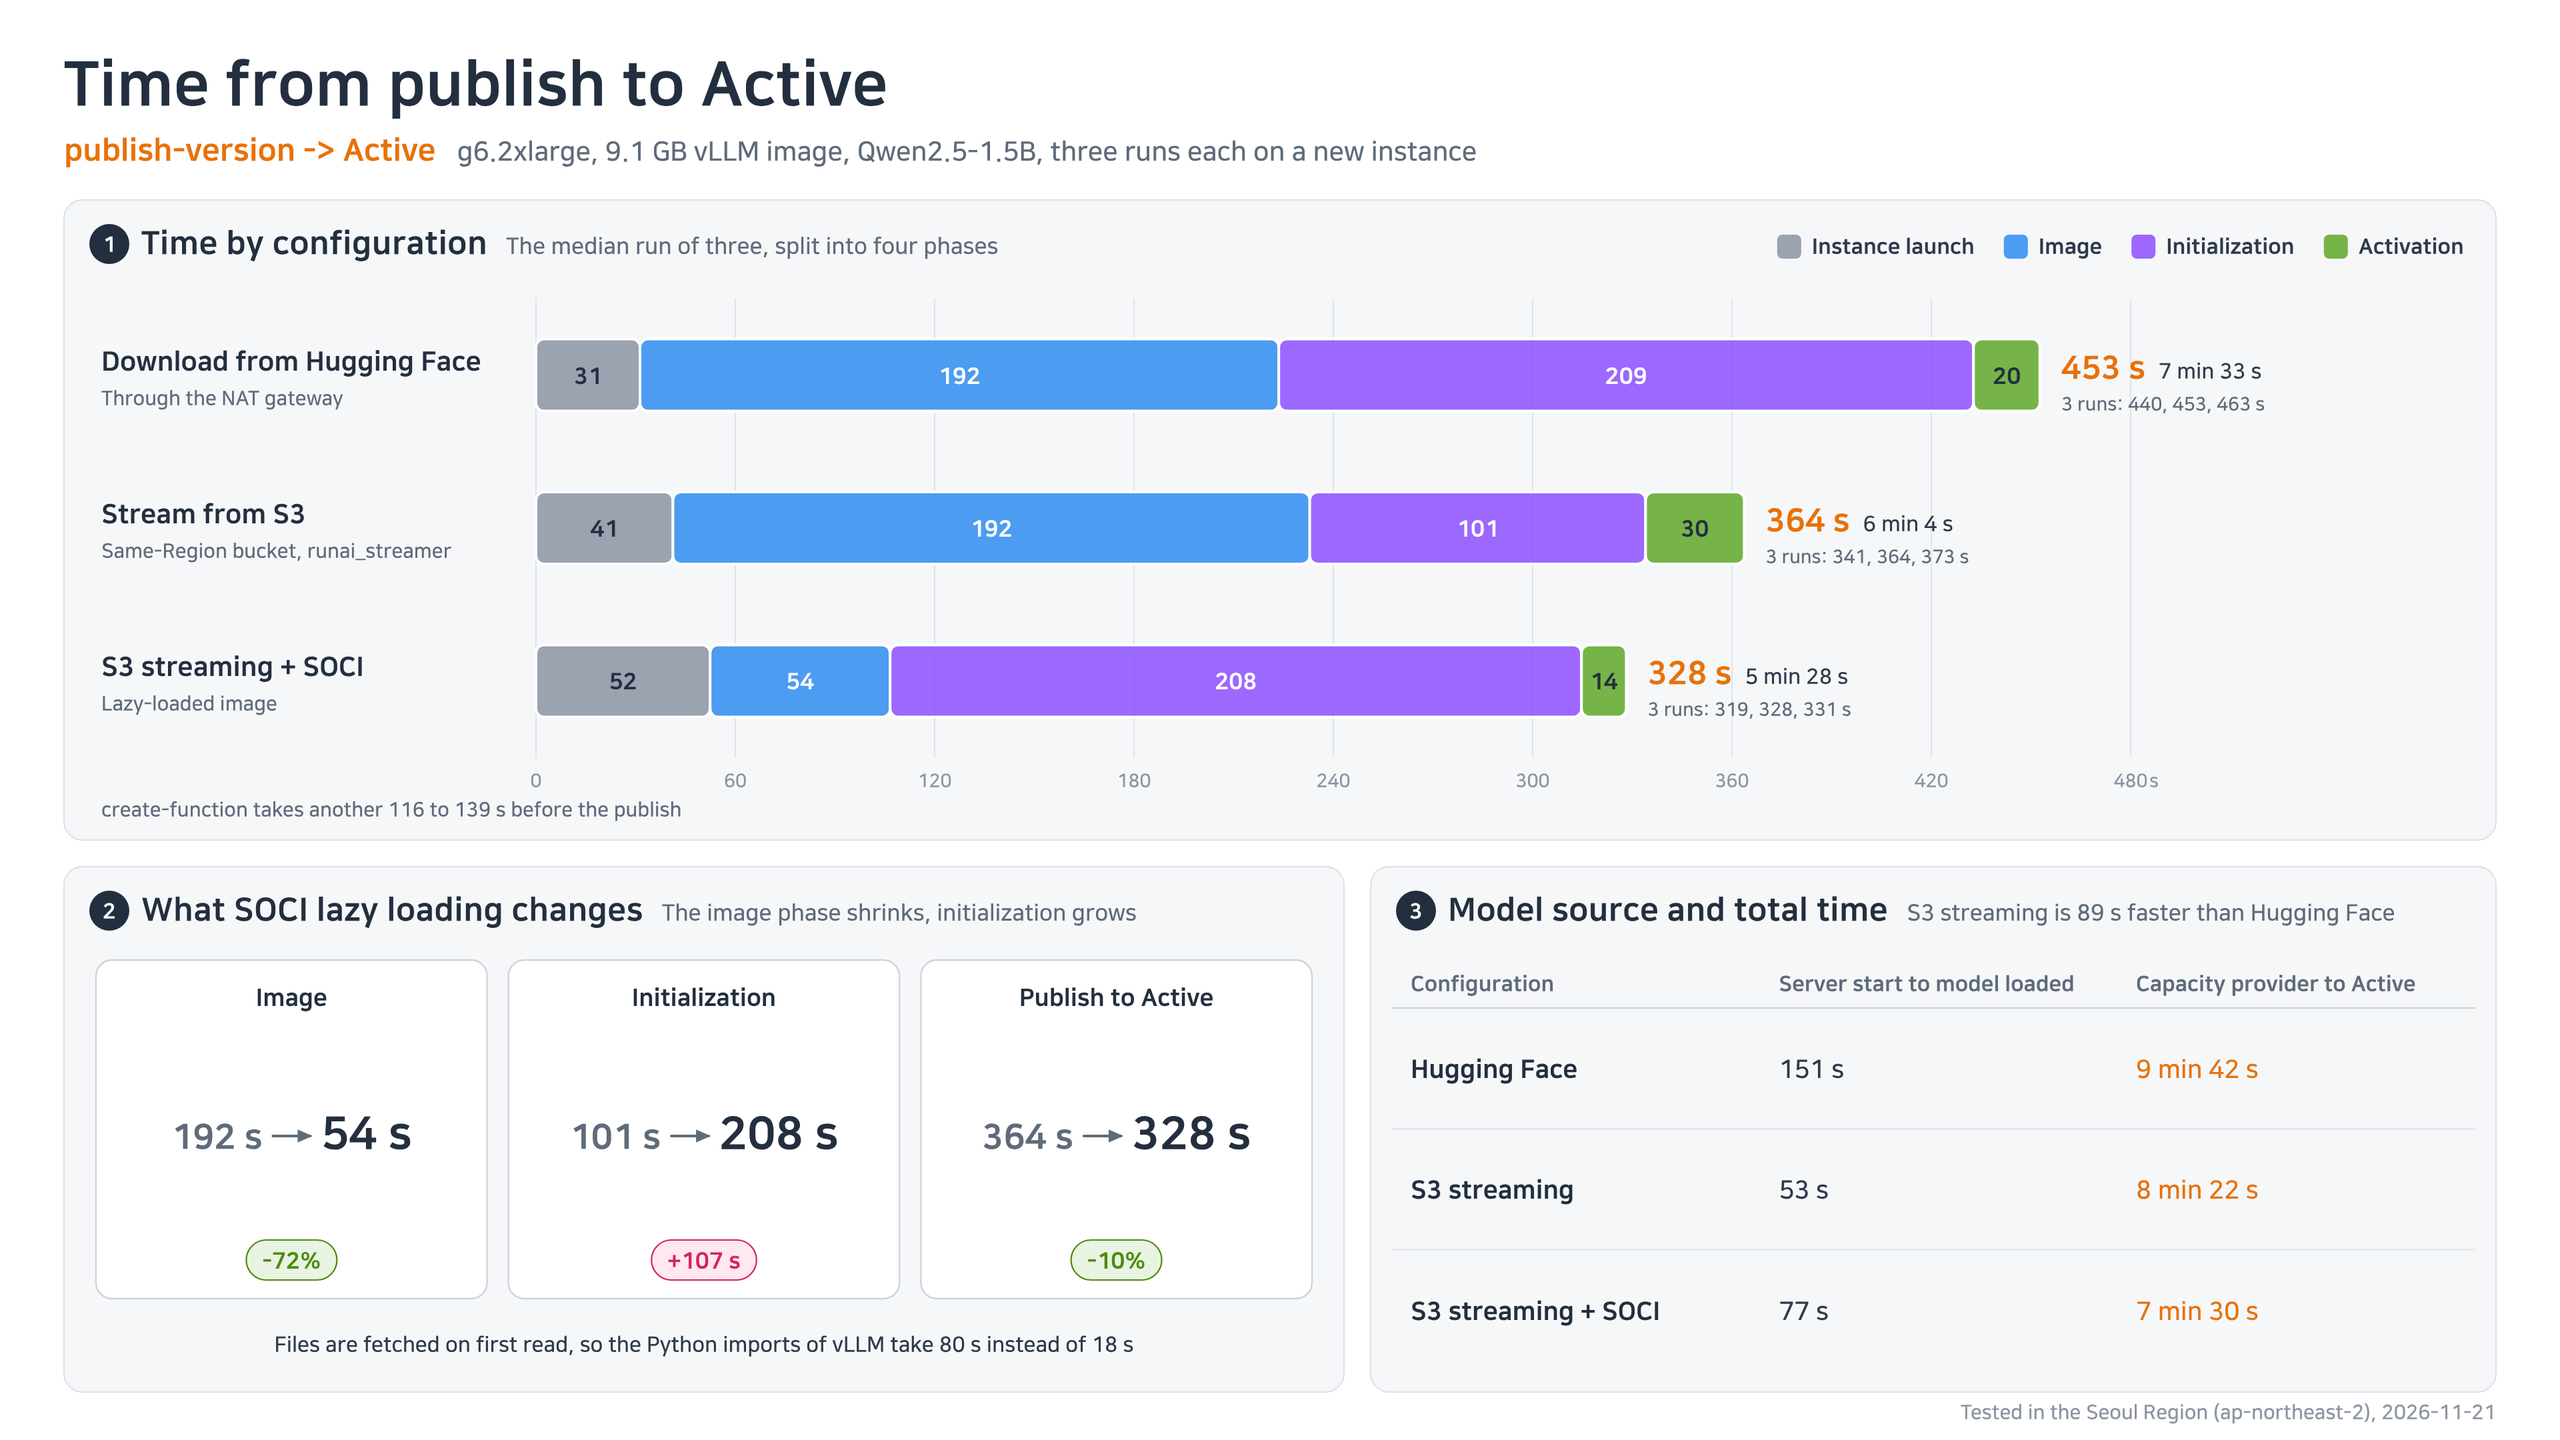 Time from publish to Active
publish-version -> Active g6.2xlarge, 9.1 GB vLLM image, Qwen2.5-1.5B, three runs each on a new instance
1 Time by configuration The median run of three, split into four phases
Instance launch Image Initialization Activation
Download from Hugging Face
Through the NAT gateway
31 192 209 20
453 s 7 min 33 s
3 runs: 440, 453, 463 s
Stream from S3
Same-Region bucket, runai_streamer
41 192 101 30
364 s 6 min 4 s
3 runs: 341, 364, 373 s
S3 streaming + SOCI
Lazy-loaded image
52 54 208 14
328 s 5 min 28 s
3 runs: 319, 328, 331 s
0 60 120 180 240 300 360 420 480s
create-function takes another 116 to 139 s before the publish
2 What SOCI lazy loading changes The image phase shrinks, initialization grows
Image
192 s → 54 s
-72%
Initialization
101 s → 208 s
+107 s
Publish to Active
364 s → 328 s
-10%
Files are fetched on first read, so the Python imports of vLLM take 80 s instead of 18 s
3 Model source and total time S3 streaming is 89 s faster than Hugging Face
Configuration Server start to model loaded Capacity provider to Active
Hugging Face 151 s 9 min 42 s
S3 streaming 53 s 8 min 22 s
S3 streaming + SOCI 77 s 7 min 30 s
Tested in the Seoul Region (ap-northeast-2), 2026-11-21